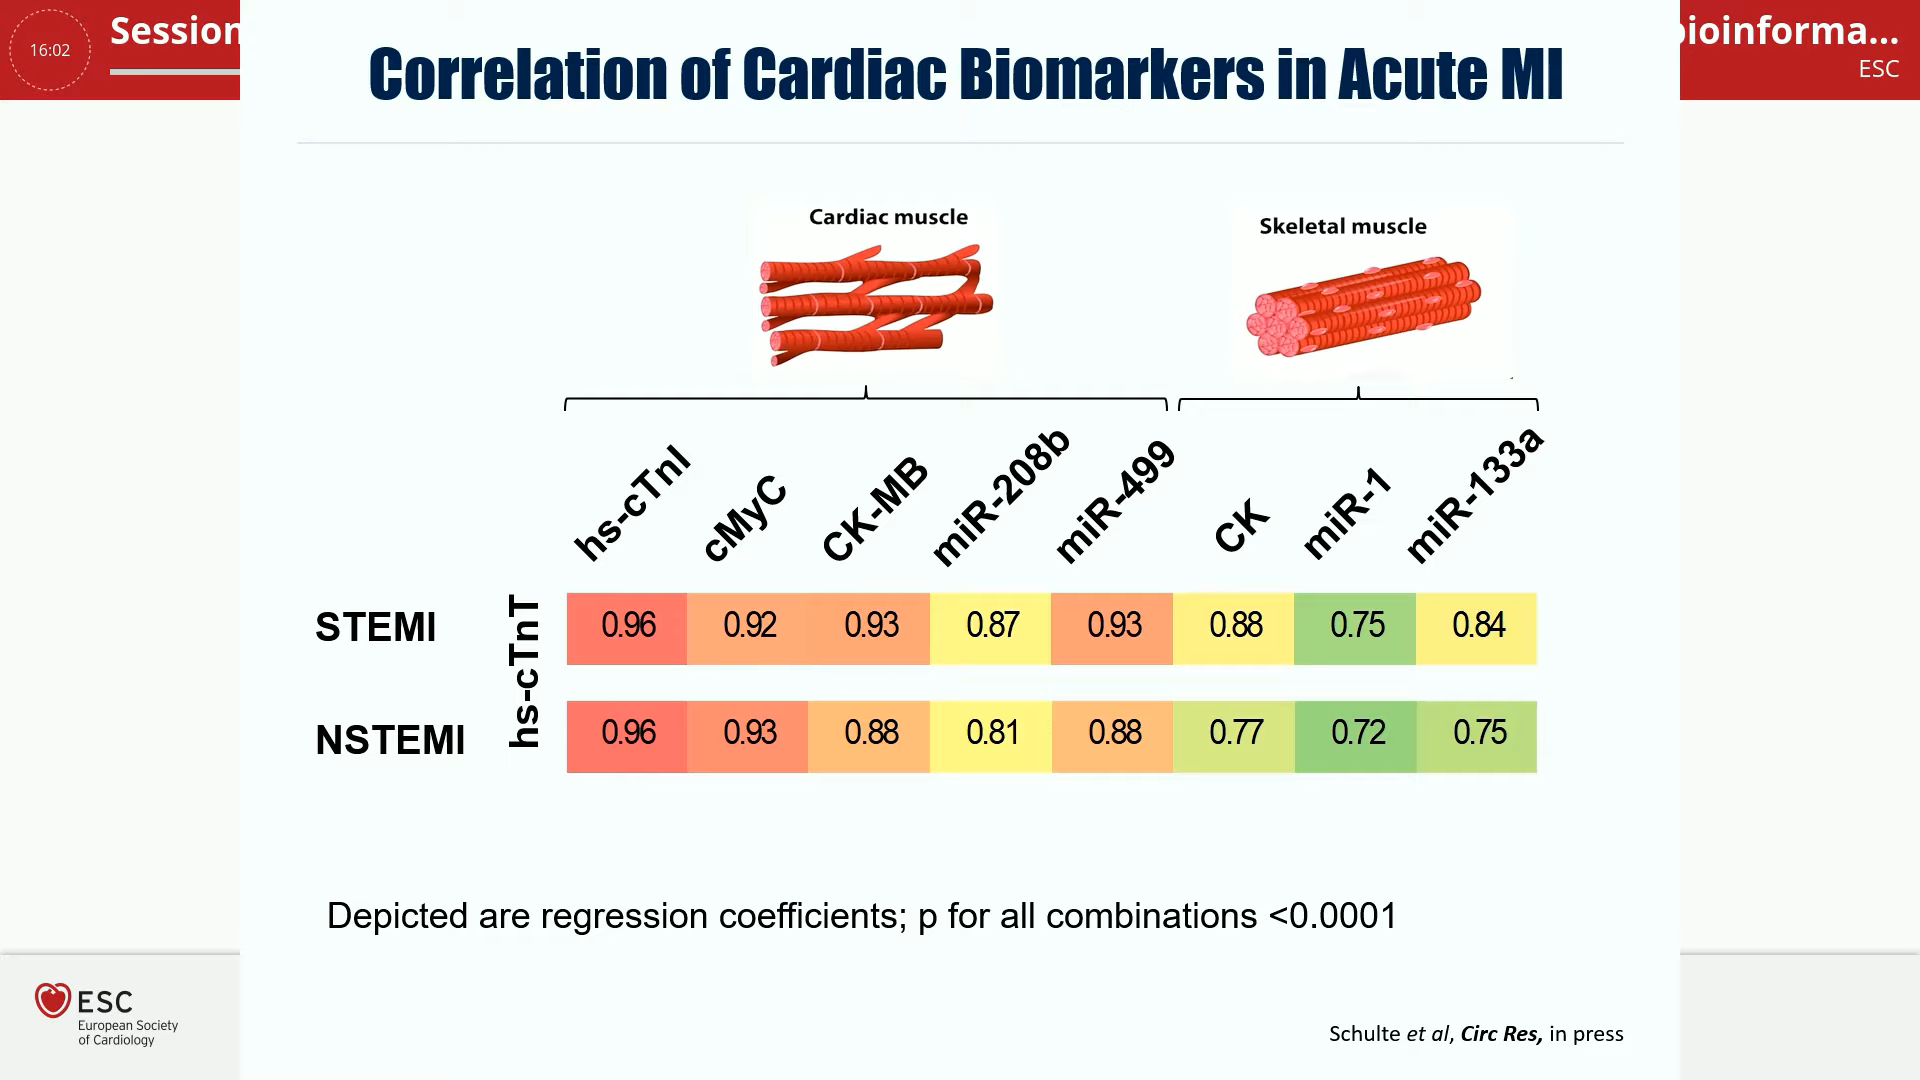 16:02
Session
bioinforma...
ESC
Correlation of Cardiac Biomarkers in Acute MI
Cardiac muscle
Skeletal muscle
hs-cTnI
cMyC
CK-MB
miR-208b
miR-499
CK
miR-1
miR-133a
hs-cTnT
STEMI
0.96 0.92 0.93 0.87 0.93 0.88 0.75 0.84
NSTEMI
0.96 0.93 0.88 0.81 0.88 0.77 0.72 0.75
Depicted are regression coefficients; p for all combinations <0.0001
ESC
European Society
of Cardiology
Schulte et al, Circ Res, in press